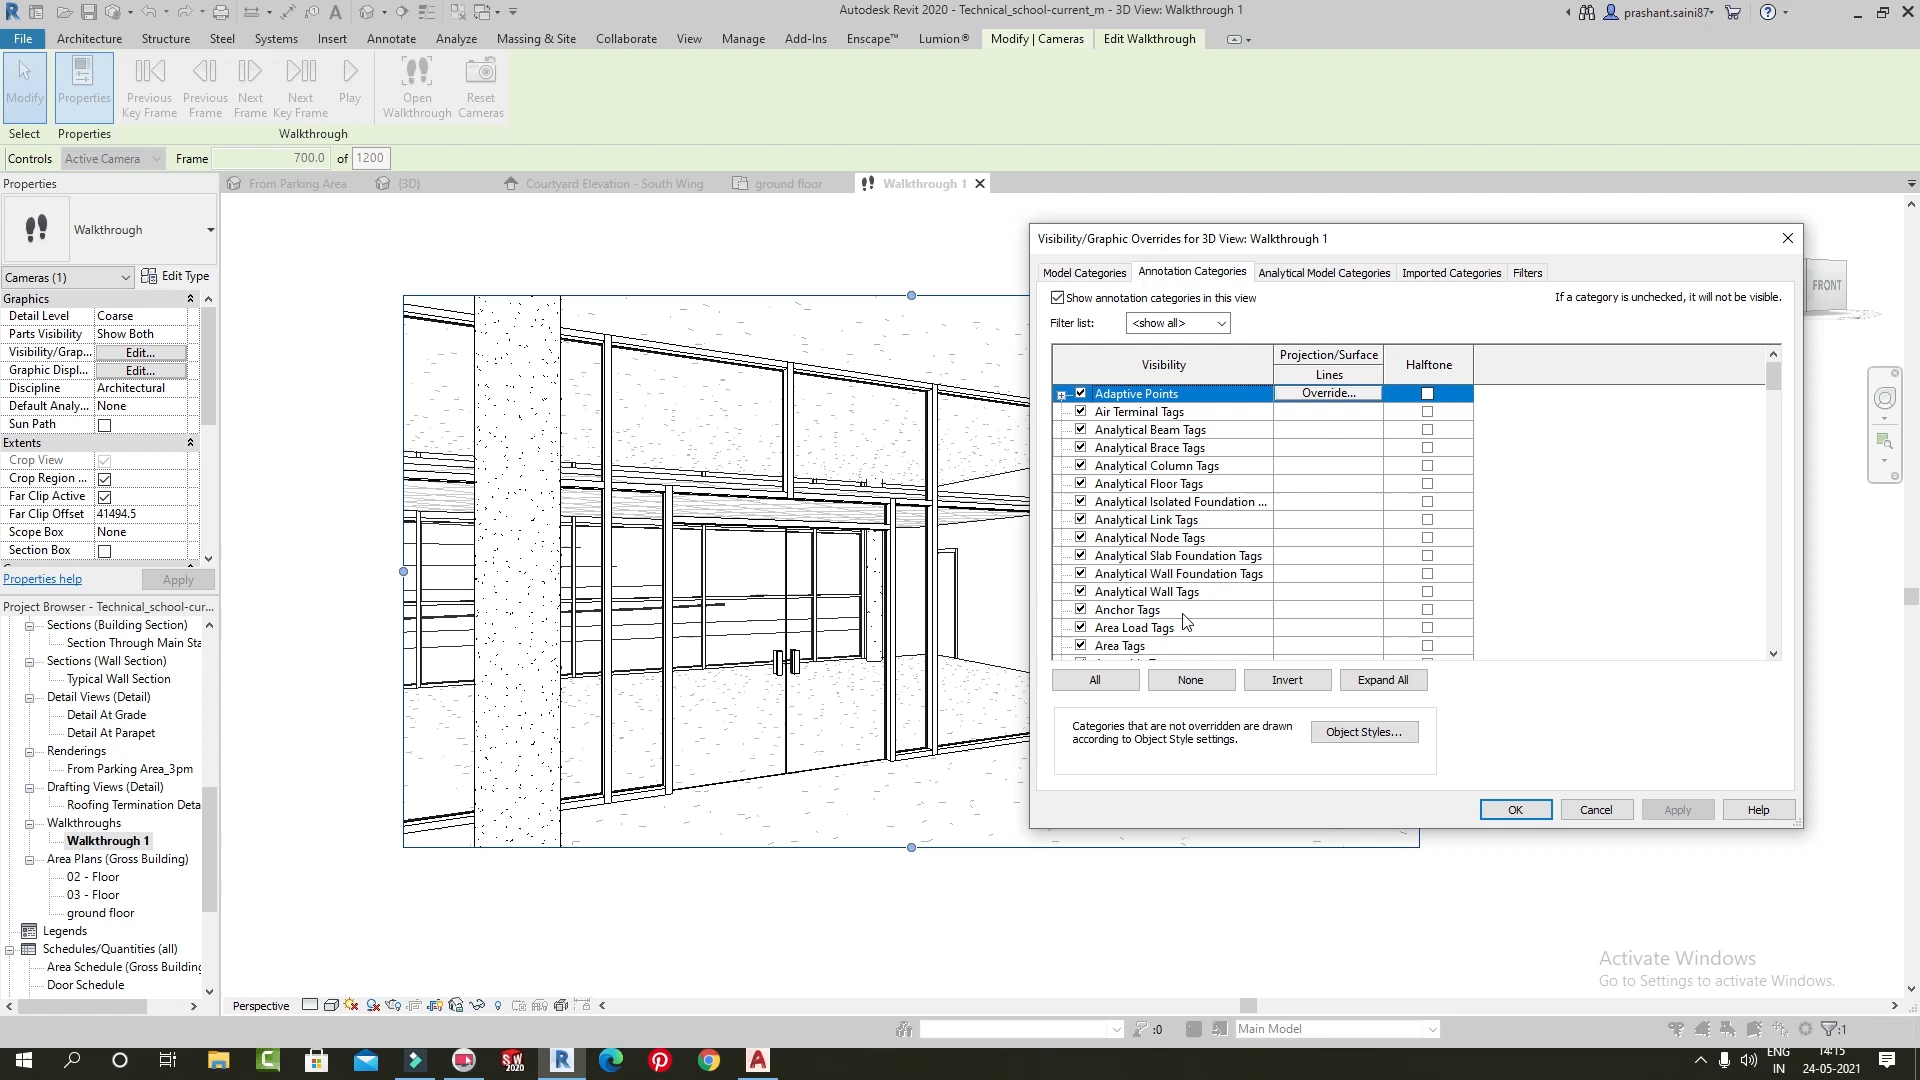 Autodesk Revit 2020 - Technical_school-current_m - 3D View: Walkthrough 1
prashant.saini87
File
Architecture
Structure
Steel
Systems
Insert
Annotate
Analyze
Massing & Site
Collaborate
View
Manage
Add-Ins
Enscape™
Lumion®
Modify | Cameras
Edit Walkthrough
Modify
Properties
Previous Key Frame
Previous Frame
Next Frame
Next Key Frame
Play
Open Walkthrough
Reset Cameras
Select
Properties
Walkthrough
Controls
Active Camera
Frame
700.0
of
1200
Properties
From Parking Area
{3D}
Courtyard Elevation - South Wing
ground floor
Walkthrough 1
Walkthrough
Cameras (1)
Edit Type
Graphics
Detail Level Coarse
Parts Visibility Show Both
Visibility/Grap... Edit...
Graphic Displ... Edit...
Discipline Architectural
Default Analy... None
Sun Path
Extents
Crop View
Crop Region ...
Far Clip Active
Far Clip Offset 41494.5
Scope Box None
Section Box
Properties help
Apply
Project Browser - Technical_school-cur...
Sections (Building Section)
Section Through Main Sta
Sections (Wall Section)
Typical Wall Section
Detail Views (Detail)
Detail At Grade
Detail At Parapet
Renderings
From Parking Area_3pm
Drafting Views (Detail)
Roofing Termination Deta
Walkthroughs
Walkthrough 1
Area Plans (Gross Building)
02 - Floor
03 - Floor
ground floor
Legends
Schedules/Quantities (all)
Area Schedule (Gross Building
Door Schedule
Visibility/Graphic Overrides for 3D View: Walkthrough 1
Model Categories
Annotation Categories
Analytical Model Categories
Imported Categories
Filters
Show annotation categories in this view
If a category is unchecked, it will not be visible.
Filter list:
<show all>
Visibility
Projection/Surface
Lines
Halftone
Adaptive Points
Override...
Air Terminal Tags
Analytical Beam Tags
Analytical Brace Tags
Analytical Column Tags
Analytical Floor Tags
Analytical Isolated Foundation ...
Analytical Link Tags
Analytical Node Tags
Analytical Slab Foundation Tags
Analytical Wall Foundation Tags
Analytical Wall Tags
Anchor Tags
Area Load Tags
Area Tags
All
None
Invert
Expand All
Categories that are not overridden are drawn
according to Object Style settings.
Object Styles...
OK
Cancel
Apply
Help
FRONT
Activate Windows
Go to Settings to activate Windows.
Perspective
:0
Main Model
:1
ENG
IN
14:15
24-05-2021